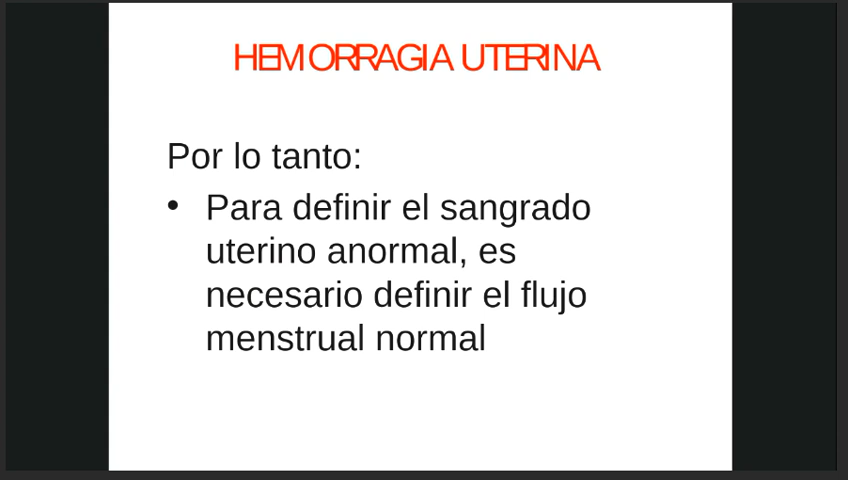 HEMORRAGIA UTERINA
Por lo tanto:
• Para definir el sangrado
uterino anormal, es
necesario definir el flujo
menstrual normal